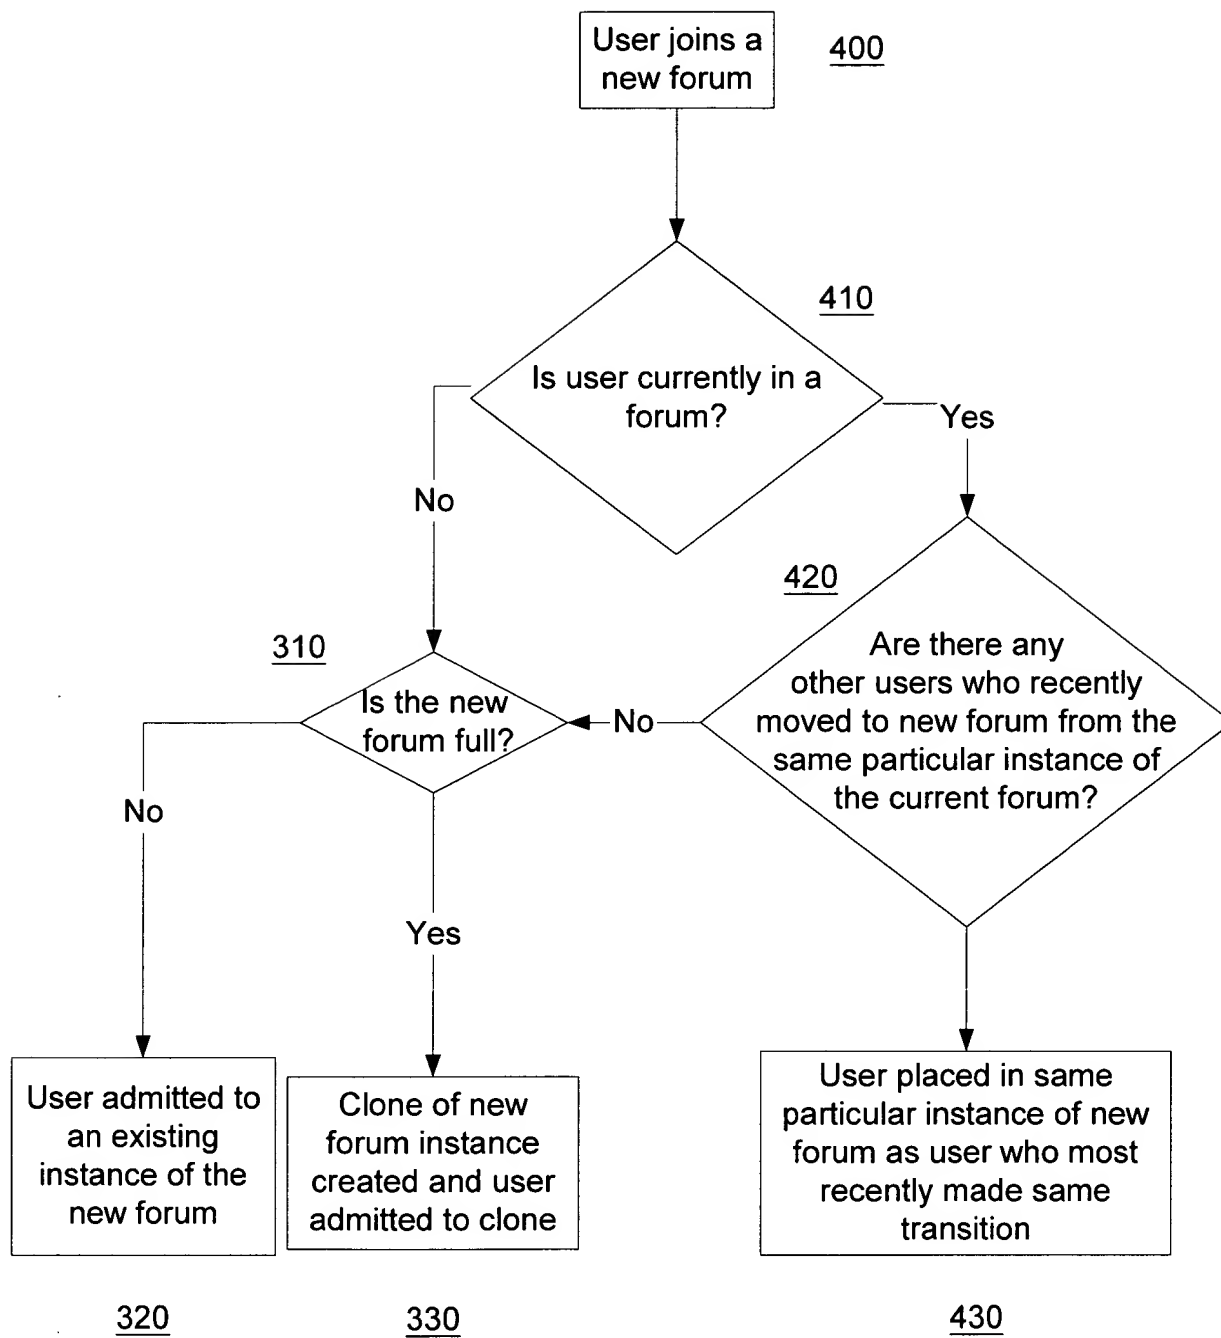 User joins a
new forum
400
410
Is user currently in a
forum?
Yes
No
420
310
Are there any
other users who recently
moved to new forum from the
same particular instance of
the current forum?
Is the new
forum full?
No
No
Yes
User admitted to
an existing
instance of the
new forum
Clone of new
forum instance
created and user
admitted to clone
User placed in same
particular instance of new
forum as user who most
recently made same
transition
320
330
430